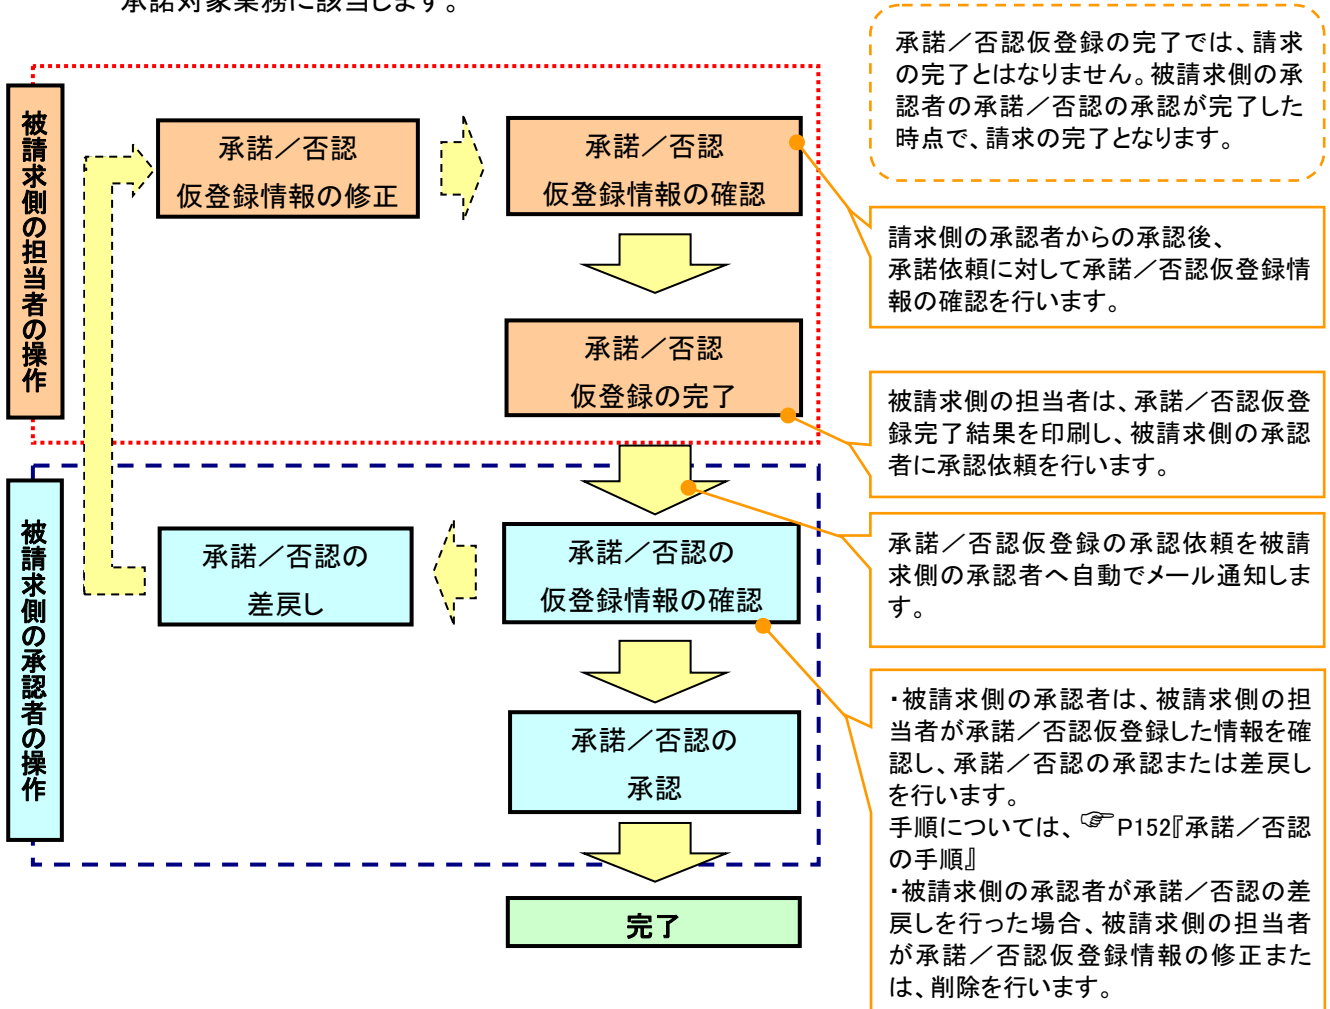 承諾対象業務に該当します。
承諾／否認仮登録の完了では、請求
の完了とはなりません。被請求側の承
認者の承諾／否認の承認が完了した
時点で、請求の完了となります。
被請求側の担当者の操作
承諾／否認
仮登録情報の修正
承諾／否認
仮登録情報の確認
請求側の承認者からの承認後、
承諾依頼に対して承諾／否認仮登録情
報の確認を行います。
承諾／否認
仮登録の完了
被請求側の担当者は、承諾／否認仮登
録完了結果を印刷し、被請求側の承認
者に承認依頼を行います。
被請求側の承認者の操作
承諾／否認の
差戻し
承諾／否認の
仮登録情報の確認
承諾／否認仮登録の承認依頼を被請
求側の承認者へ自動でメール通知しま
す。
承諾／否認の
承認
・被請求側の承認者は、被請求側の担
当者が承諾／否認仮登録した情報を確
認し、承諾／否認の承認または差戻し
を行います。
手順については、☞P152『承諾／否認
の手順』
・被請求側の承認者が承諾／否認の差
戻しを行った場合、被請求側の担当者
が承諾／否認仮登録情報の修正また
は、削除を行います。
完了